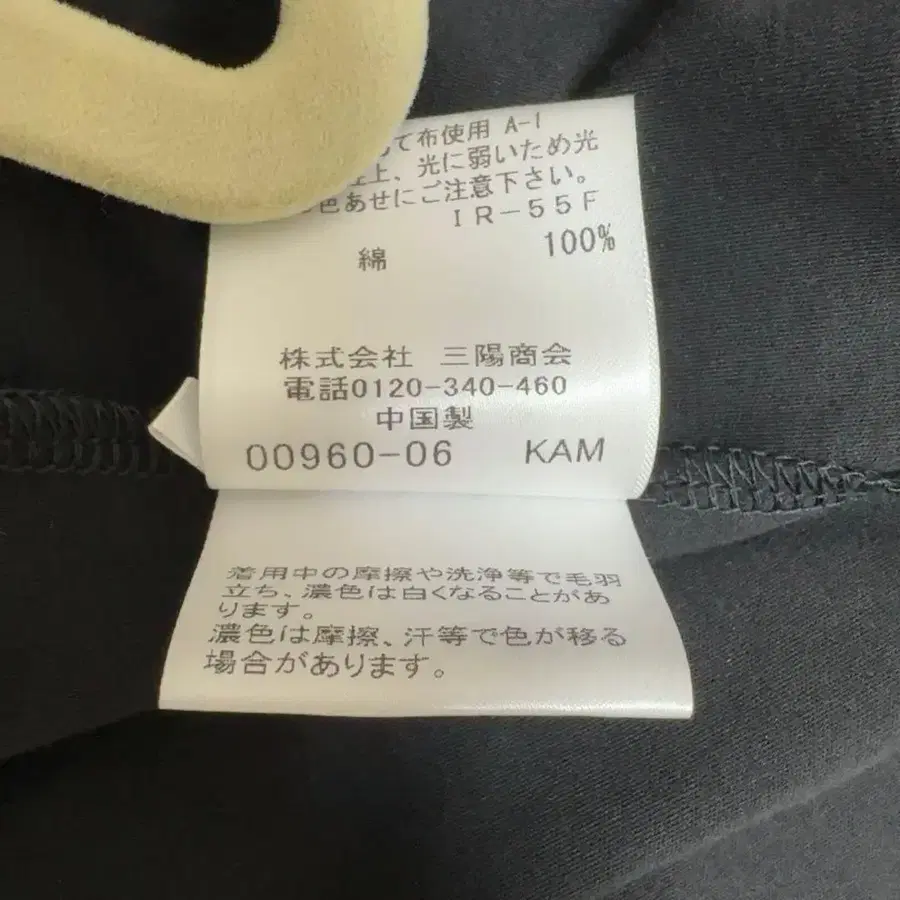 て布使用 A-1
上、光に弱いため光
色あせにご注意下さい。
IR-55F
綿 100%
株式会社 三陽商会
電話0120-340-460
中国製
00960-06 KAM
着用中の摩擦や洗浄等で毛羽
立ち、濃色は白くなることがあ
ります。
濃色は摩擦、汗等で色が移る
場合があります。